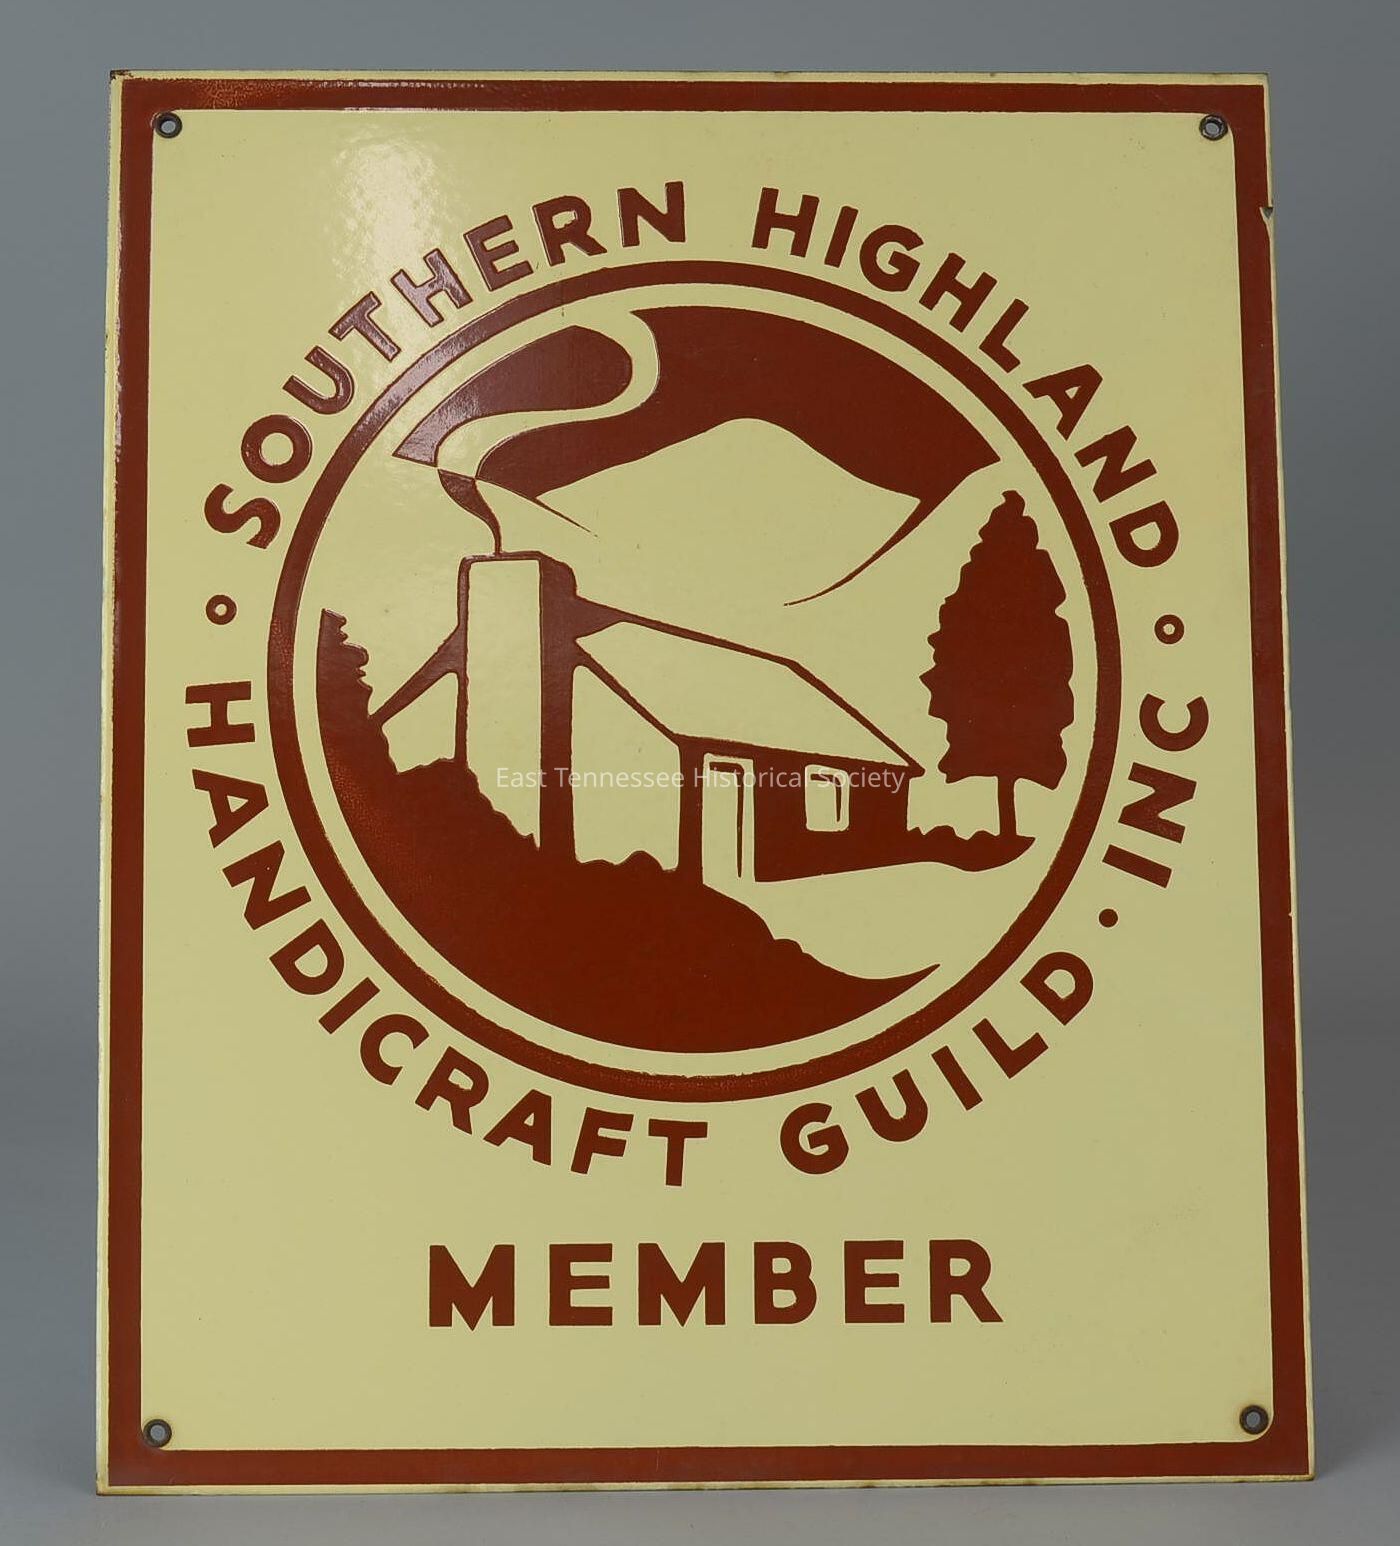 SOUTHERN HIGHLAND
HANDICRAFT GUILD · INC
MEMBER
East Tennessee Historical Society